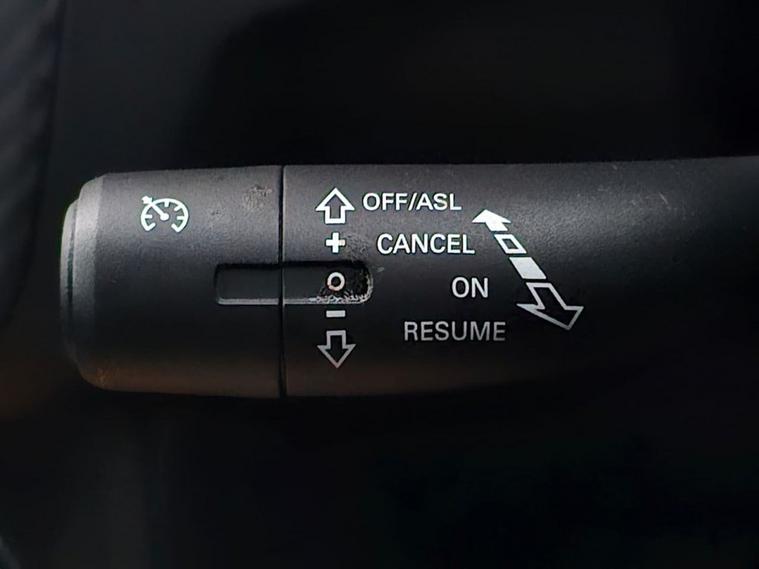 OFF/ASL
+ CANCEL
O ON
- RESUME